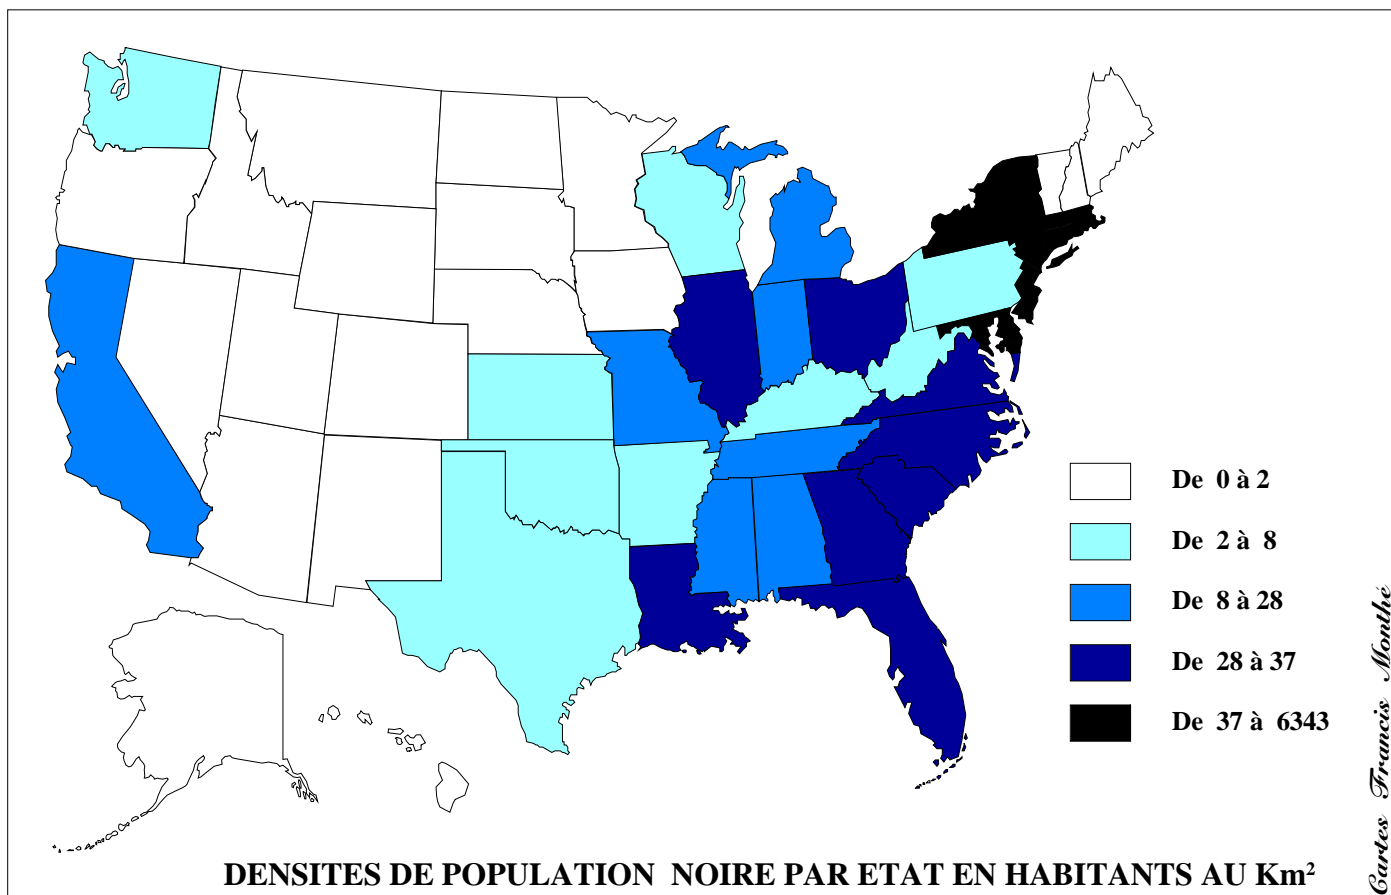 De 0 à 2
De 2 à 8
De 8 à 28
De 28 à 37
De 37 à 6343
Cartes Francis Monthé
DENSITES DE POPULATION NOIRE PAR ETAT EN HABITANTS AU Km²